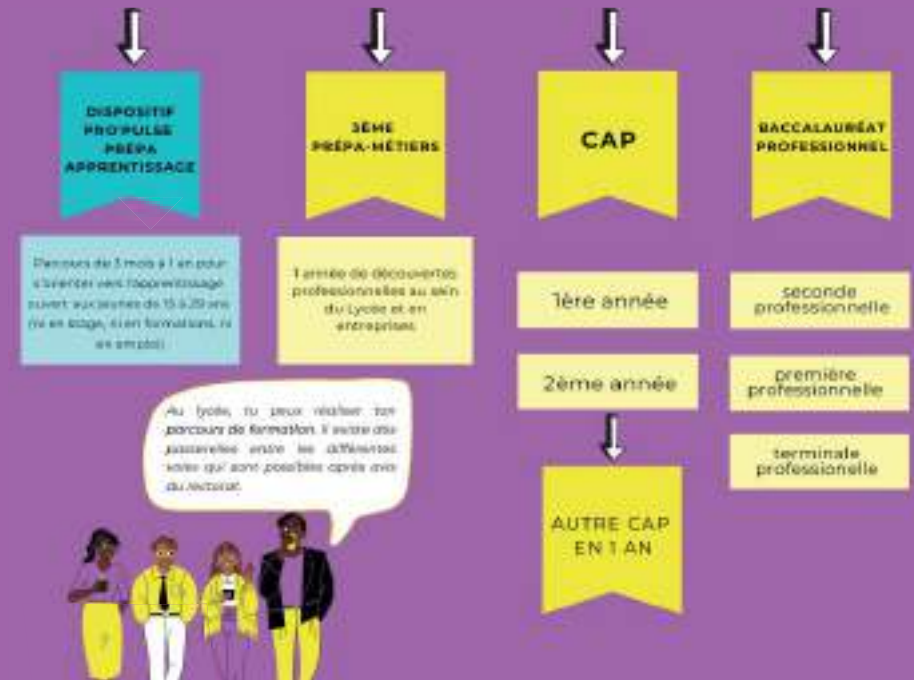 DISPOSITIF
PRO'PULSE
PRÉPA
APPRENTISSAGE
Parcours de 3 mois à 1 an pour
s'orienter vers l'apprentissage
ouvert aux jeunes de 15 à 29 ans
(ni en stage, ni en formations, ni
en emploi)
3ÈME
PRÉPA-MÉTIERS
1 année de découvertes
professionnelles au sein
du Lycée et en
entreprises
CAP
1ère année
2ème année
AUTRE CAP
EN 1 AN
BACCALAURÉAT
PROFESSIONNEL
seconde
professionnelle
première
professionnelle
terminale
professionelle
Au lycée, tu peux réaliser ton
parcours de formation. Il existe des
passerelles entre les différentes
voies qui sont possibles après avis
du rectorat.